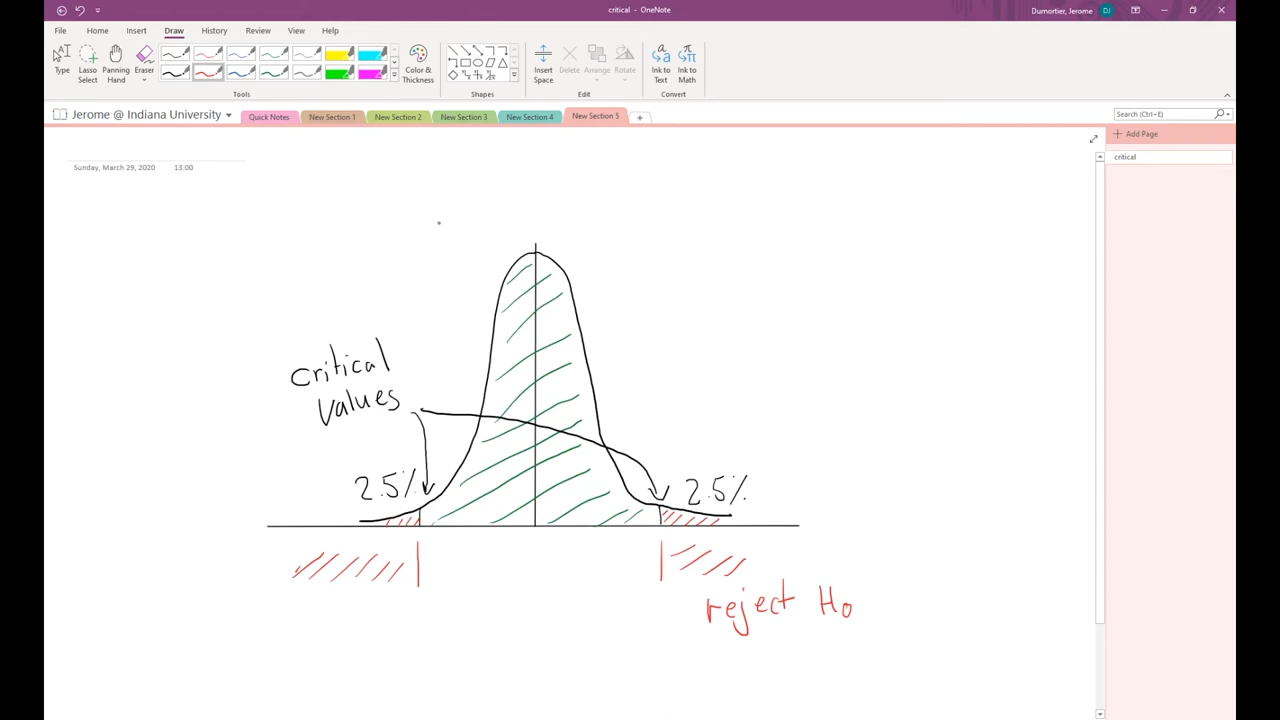 critical - OneNote
Dumortier, Jerome DJ
File Home Insert Draw History Review View Help
Type Lasso Select Panning Hand Eraser Color & Thickness Insert Space Delete Arrange Rotate Ink to Text Ink to Math
Tools Shapes Edit Convert
Jerome @ Indiana University Quick Notes New Section 1 New Section 2 New Section 3 New Section 4 New Section 5 Search (Ctrl+E)
Add Page
critical
Sunday, March 29, 2020 13:00
critical
values
2.5% 2.5%
reject H0